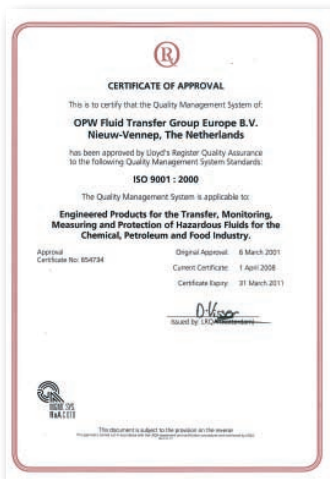 R
CERTIFICATE OF APPROVAL
This is to certify that the Quality Management System of:
OPW Fluid Transfer Group Europe B.V.
Nieuw-Vennep, The Netherlands
has been approved by Lloyd's Register Quality Assurance
to the following Quality Management System Standards:
ISO 9001 : 2000
The Quality Management System is applicable to:
Engineered Products for the Transfer, Monitoring,
Measuring and Protection of Hazardous Fluids for the
Chemical, Petroleum and Food Industry.
Approval
Certificate No: 654734
Original Approval: 6 March 2001
Current Certificate: 1 April 2008
Certificate Expiry: 31 March 2011
Issued by: LRQA
This document is subject to the provision on the reverse